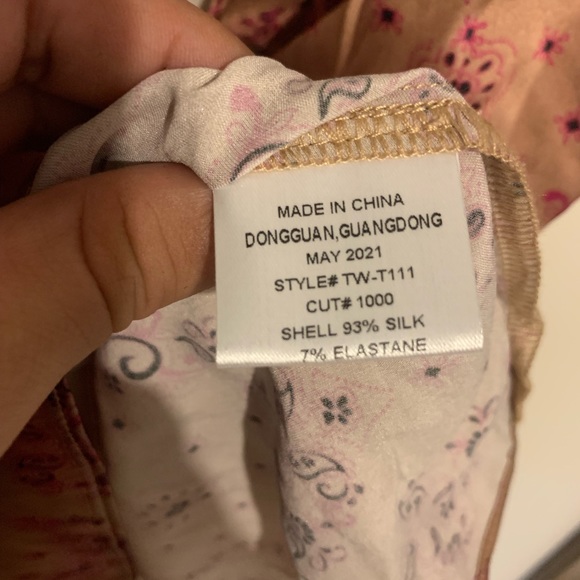 MADE IN CHINA
DONGGUAN,GUANGDONG
MAY 2021
STYLE# TW-T111
CUT# 1000
SHELL 93% SILK
7% ELASTANE